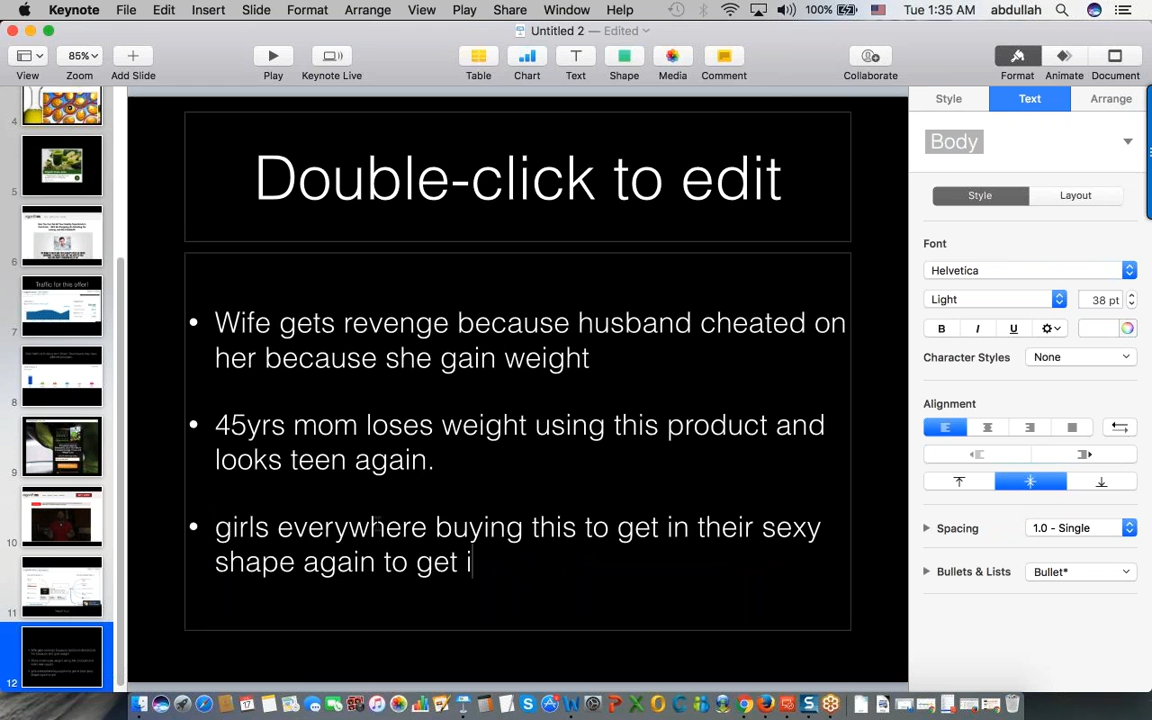 Keynote File Edit Insert Slide Format Arrange View Play Share Window Help 100% Tue 1:35 AM abdullah
Untitled 2 — Edited
85%
View Zoom Add Slide Play Keynote Live Table Chart Text Shape Media Comment Collaborate Format Animate Document
Style Text Arrange
Body
Style Layout
Font
Helvetica
Light 38 pt
B I U
Character Styles None
Alignment
Spacing 1.0 - Single
Bullets & Lists Bullet*
4
5
6
Traffic for this offer!
7
8
9
10
11
12
Double-click to edit
• Wife gets revenge because husband cheated on
her because she gain weight
• 45yrs mom loses weight using this product and
looks teen again.
• girls everywhere buying this to get in their sexy
shape again to get i